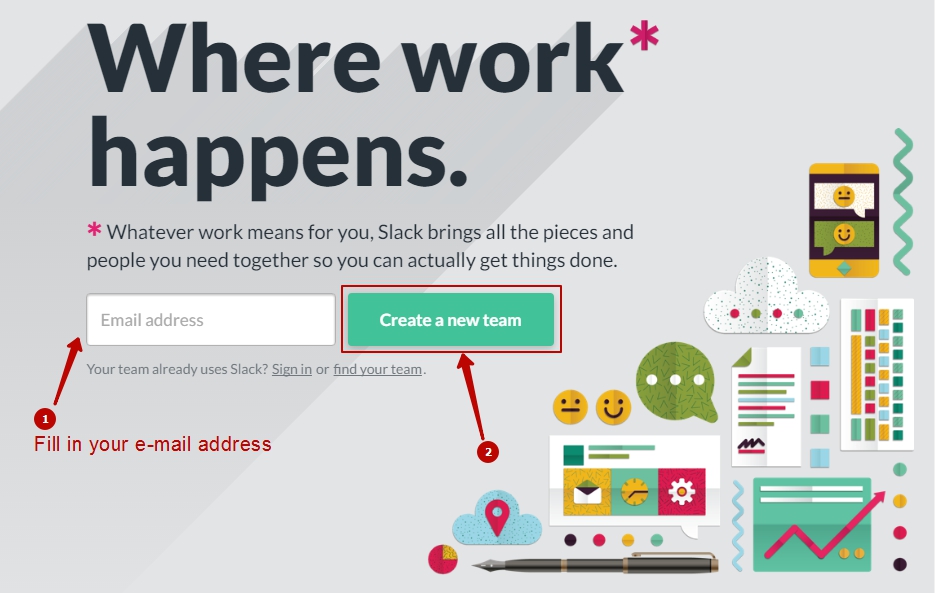 Where work*
happens.
* Whatever work means for you, Slack brings all the pieces and
people you need together so you can actually get things done.
Email address
Create a new team
Your team already uses Slack? Sign in or find your team.
1
Fill in your e-mail address
2